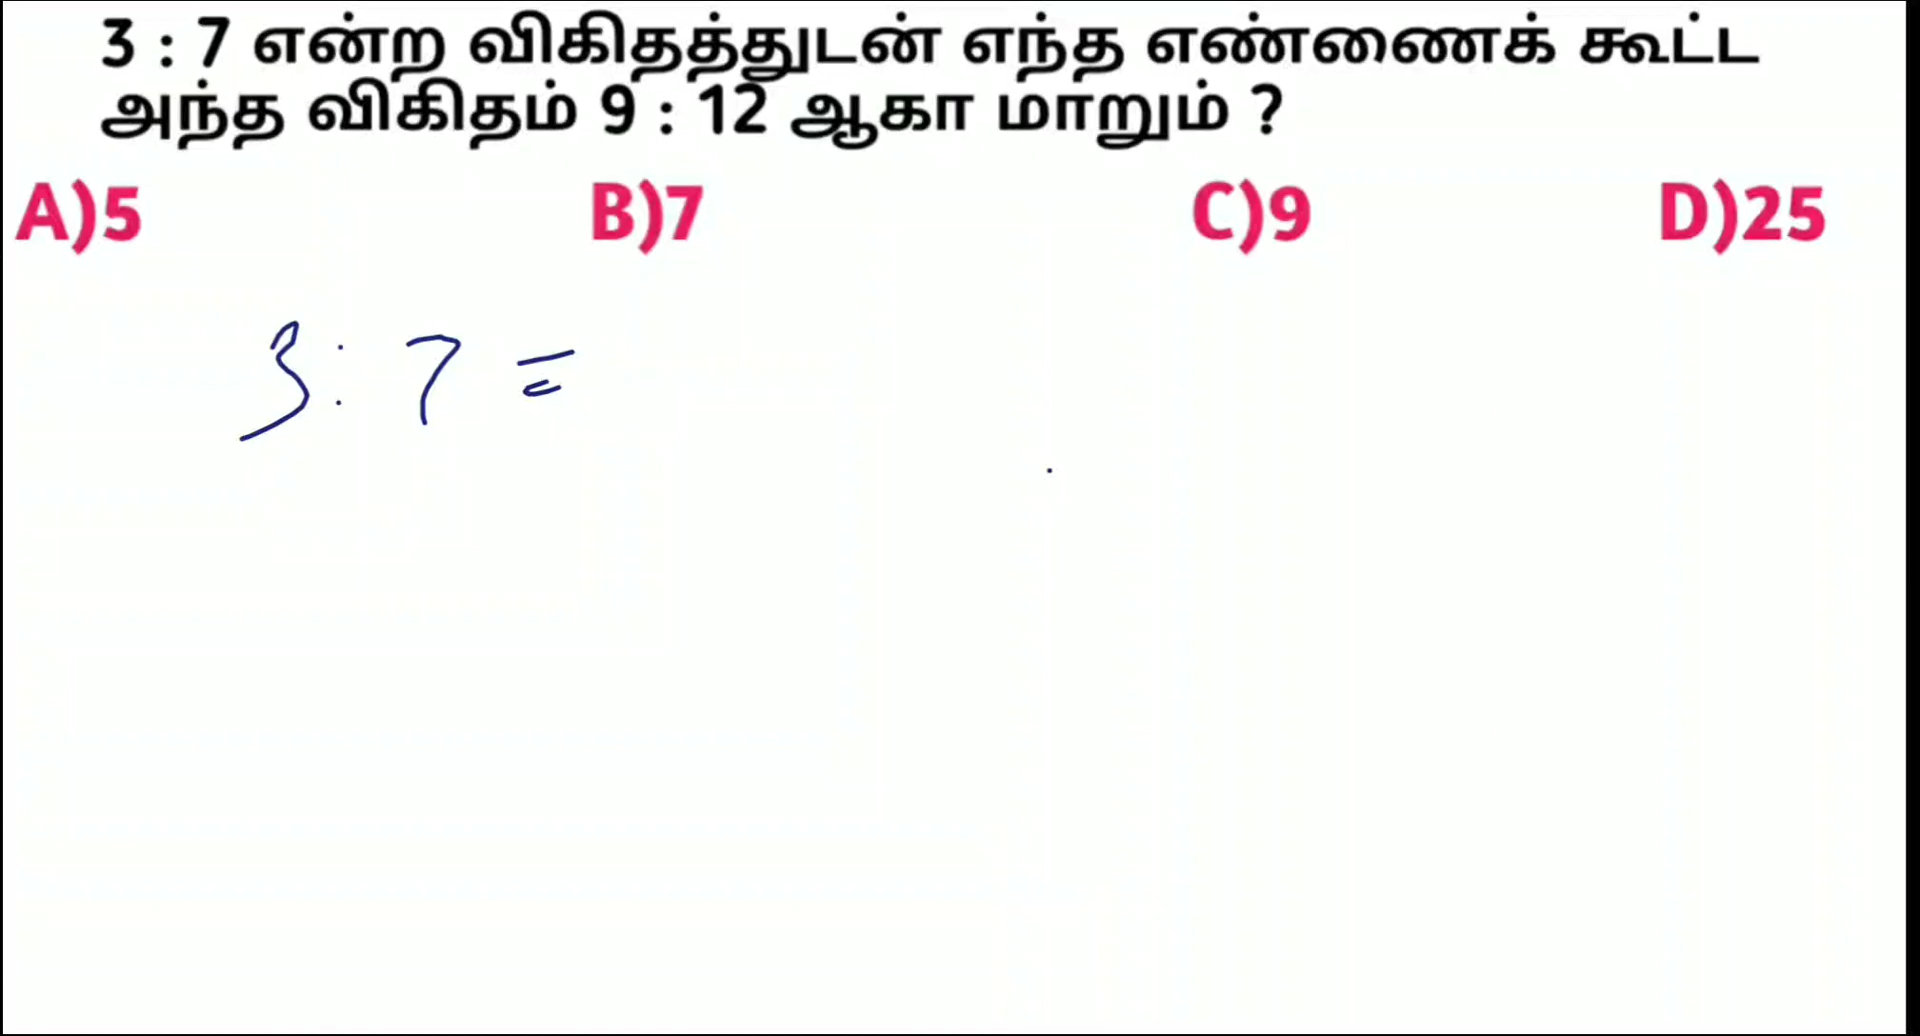 3 : 7 என்ற விகிதத்துடன் எந்த எண்ணைக் கூட்ட
அந்த விகிதம் 9 : 12 ஆகா மாறும் ?
A)5 B)7 C)9 D)25
3 : 7 =